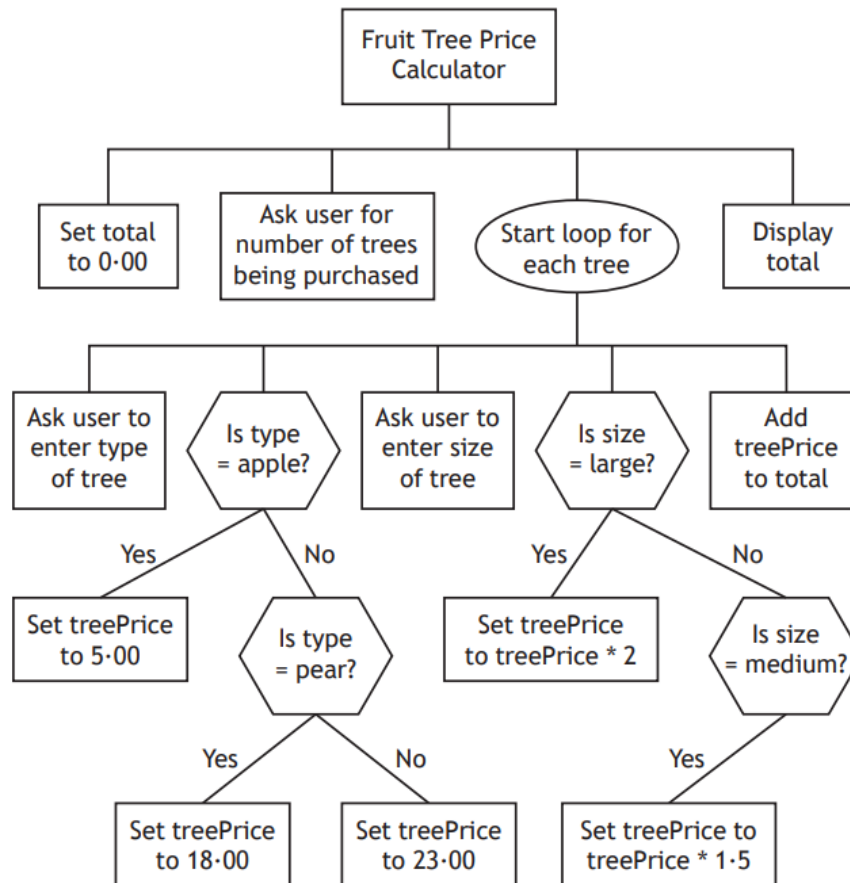 Fruit Tree Price
Calculator
Set total
to 0·00
Ask user for
number of trees
being purchased
Start loop for
each tree
Display
total
Ask user to
enter type
of tree
Is type
= apple?
Ask user to
enter size
of tree
Is size
= large?
Add
treePrice
to total
Yes
No
Yes
No
Set treePrice
to 5·00
Is type
= pear?
Set treePrice
to treePrice * 2
Is size
= medium?
Yes
No
Yes
Set treePrice
to 18·00
Set treePrice
to 23·00
Set treePrice to
treePrice * 1·5